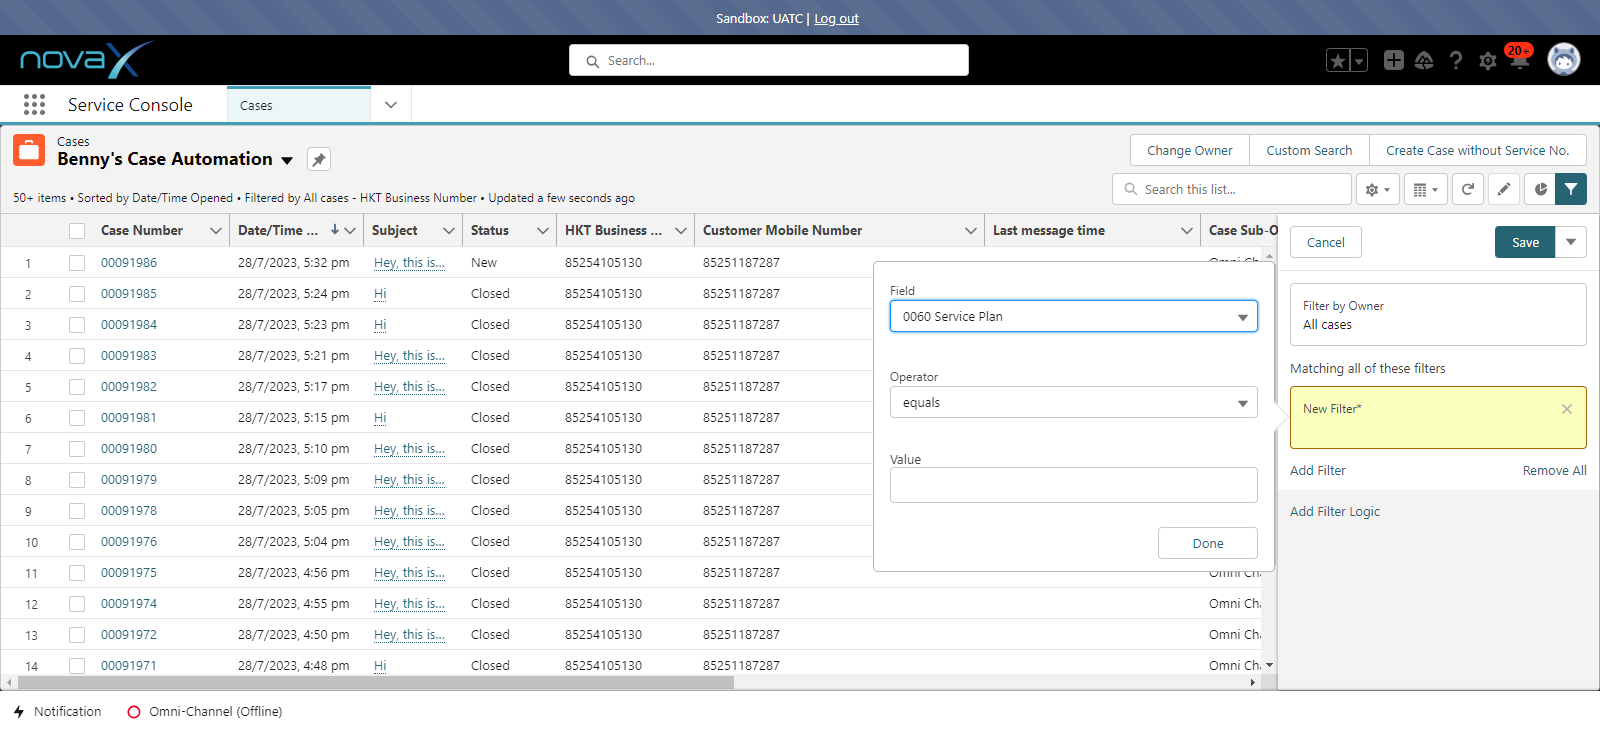 Sandbox: UATC | Log out
novaX
Search...
20+
Service Console
Cases
Cases
Benny's Case Automation
Change Owner
Custom Search
Create Case without Service No.
50+ items • Sorted by Date/Time Opened • Filtered by All cases - HKT Business Number • Updated a few seconds ago
Search this list...
Case Number Date/Time ... Subject Status HKT Business ... Customer Mobile Number Last message time Case Sub-O
1 00091986 28/7/2023, 5:32 pm Hey, this is... New 85254105130 85251187287 Omni Ch
2 00091985 28/7/2023, 5:24 pm Hi Closed 85254105130 85251187287
3 00091984 28/7/2023, 5:23 pm Hi Closed 85254105130 85251187287
4 00091983 28/7/2023, 5:21 pm Hey, this is... Closed 85254105130 85251187287
5 00091982 28/7/2023, 5:17 pm Hey, this is... Closed 85254105130 85251187287
6 00091981 28/7/2023, 5:15 pm Hi Closed 85254105130 85251187287
7 00091980 28/7/2023, 5:10 pm Hey, this is... Closed 85254105130 85251187287
8 00091979 28/7/2023, 5:09 pm Hey, this is... Closed 85254105130 85251187287
9 00091978 28/7/2023, 5:05 pm Hey, this is... Closed 85254105130 85251187287
10 00091976 28/7/2023, 5:04 pm Hey, this is... Closed 85254105130 85251187287
11 00091975 28/7/2023, 4:56 pm Hey, this is... Closed 85254105130 85251187287 Omni Ch
12 00091974 28/7/2023, 4:55 pm Hey, this is... Closed 85254105130 85251187287 Omni Cha
13 00091972 28/7/2023, 4:50 pm Hey, this is... Closed 85254105130 85251187287 Omni Cha
14 00091971 28/7/2023, 4:48 pm Hi Closed 85254105130 85251187287 Omni Cha
Field
0060 Service Plan
Operator
equals
Value
Done
Cancel
Save
Filter by Owner
All cases
Matching all of these filters
New Filter*
Add Filter
Remove All
Add Filter Logic
Notification
Omni-Channel (Offline)